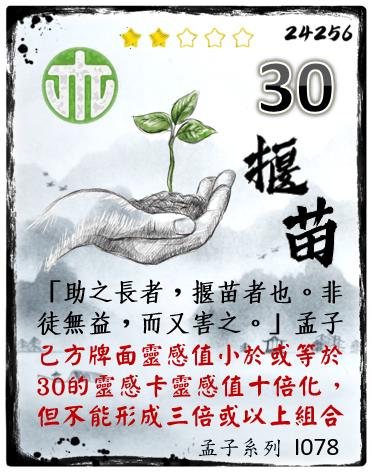 24256
木
30
揠
苗
「助之長者，揠苗者也。非
徒無益，而又害之。」孟子
己方牌面靈感值小於或等於
30的靈感卡靈感值十倍化，
但不能形成三倍或以上組合
孟子系列 I078